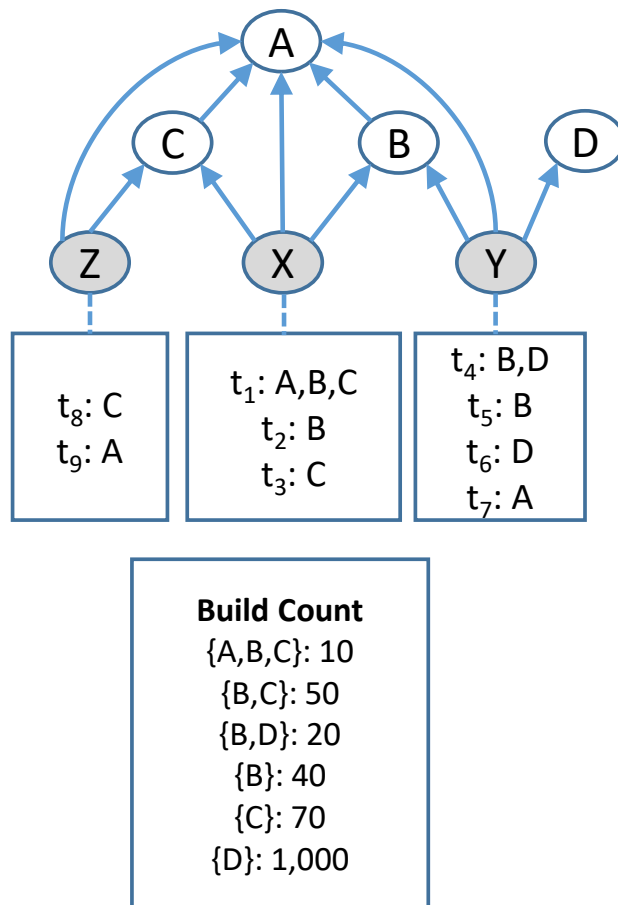 A
C
B
D
Z
X
Y
t₈: C
t₉: A
t₁: A,B,C
t₂: B
t₃: C
t₄: B,D
t₅: B
t₆: D
t₇: A
Build Count
{A,B,C}: 10
{B,C}: 50
{B,D}: 20
{B}: 40
{C}: 70
{D}: 1,000